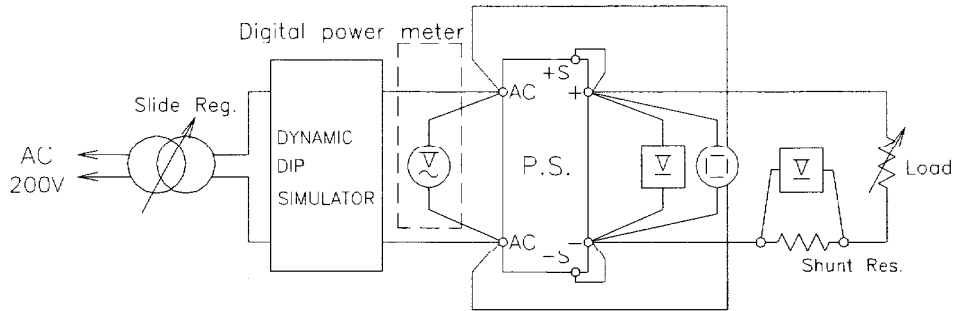 Digital power meter
Slide Reg.
AC
200V
DYNAMIC
DIP
SIMULATOR
V
~
AC
AC
+S
+
P.S.
−
−S
V
V
Load
Shunt Res.